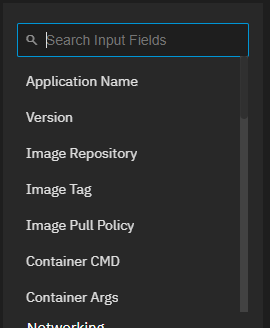 Search Input Fields
Application Name
Version
Image Repository
Image Tag
Image Pull Policy
Container CMD
Container Args
Networking